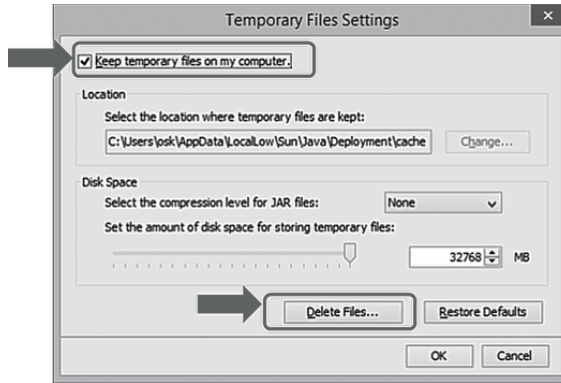 Temporary Files Settings
Keep temporary files on my computer.
Location
Select the location where temporary files are kept:
C:\Users\osk\AppData\LocalLow\Sun\Java\Deployment\cache Change...
Disk Space
Select the compression level for JAR files: None
Set the amount of disk space for storing temporary files:
32768 MB
Delete Files... Restore Defaults
OK Cancel